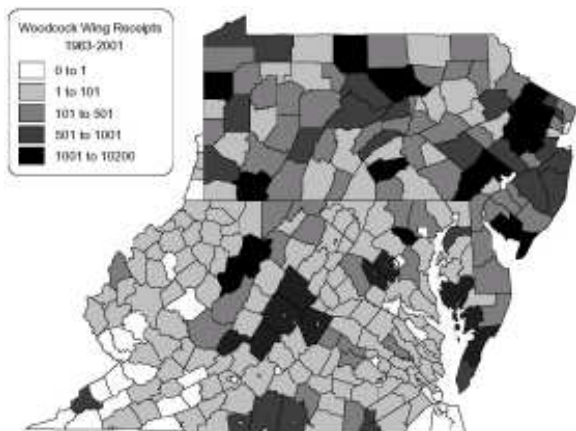 Woodcock Wing Receipts
1963-2001
0 to 1
1 to 101
101 to 501
501 to 1001
1001 to 10200